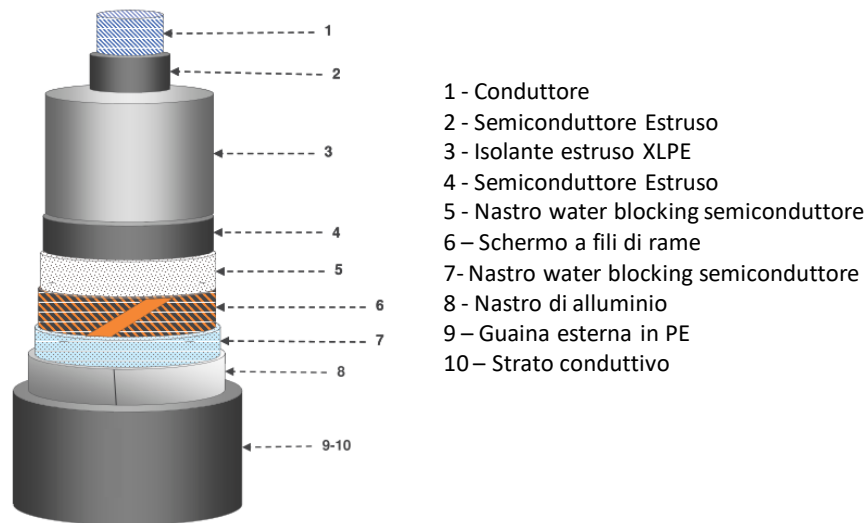 1
2
3
4
5
6
7
8
9-10
1 - Conduttore
2 - Semiconduttore Estruso
3 - Isolante estruso XLPE
4 - Semiconduttore Estruso
5 - Nastro water blocking semiconduttore
6 – Schermo a fili di rame
7- Nastro water blocking semiconduttore
8 - Nastro di alluminio
9 – Guaina esterna in PE
10 – Strato conduttivo